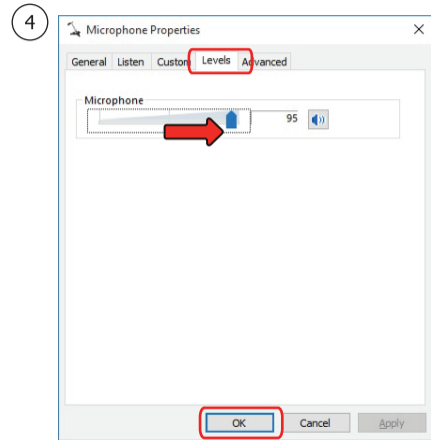 4
Microphone Properties
General Listen Custom Levels Advanced
Microphone
95
OK Cancel Apply